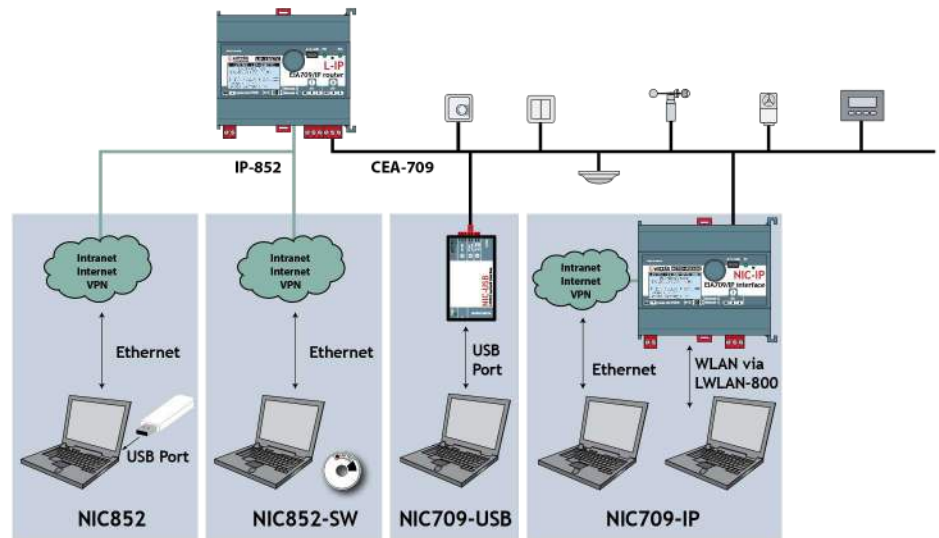 L-IP
EIA709/IP router
IP-852
CEA-709
Intranet
Internet
VPN
Intranet
Internet
VPN
NIC-USB
Intranet
Internet
VPN
NIC-IP
EIA709/IP Interface
Ethernet
Ethernet
USB
Port
Ethernet
WLAN via
LWLAN-800
USB Port
NIC852
NIC852-SW
NIC709-USB
NIC709-IP